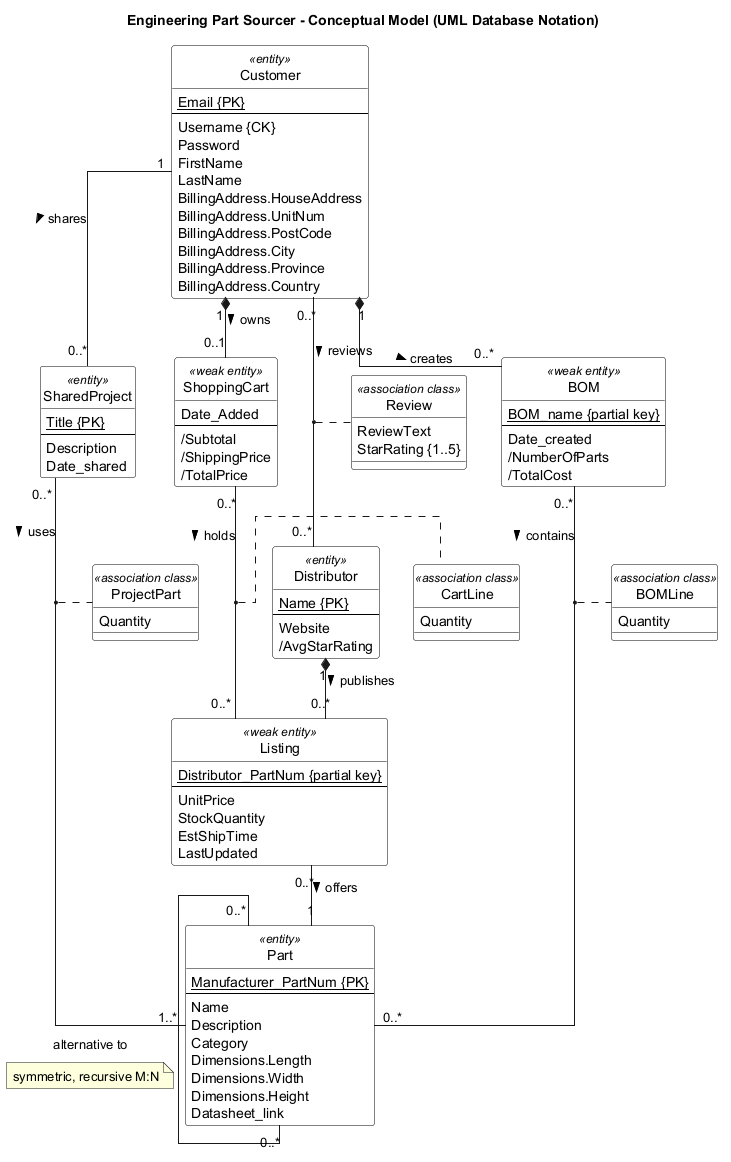 Engineering Part Sourcer - Conceptual Model (UML Database Notation)
«entity»
Customer
Email {PK}
Username {CK}
Password
FirstName
LastName
BillingAddress.HouseAddress
BillingAddress.UnitNum
BillingAddress.PostCode
BillingAddress.City
BillingAddress.Province
BillingAddress.Country
1
shares
0..*
1
owns
0..1
0..*
reviews
1
creates
0..*
«entity»
SharedProject
Title {PK}
Description
Date_shared
«weak entity»
ShoppingCart
Date_Added
/Subtotal
/ShippingPrice
/TotalPrice
«association class»
Review
ReviewText
StarRating {1..5}
«weak entity»
BOM
BOM_name {partial key}
Date_created
/NumberOfParts
/TotalCost
0..*
uses
0..*
holds
0..*
0..*
contains
«association class»
ProjectPart
Quantity
«entity»
Distributor
Name {PK}
Website
/AvgStarRating
«association class»
CartLine
Quantity
«association class»
BOMLine
Quantity
1
publishes
0..*
0..*
«weak entity»
Listing
Distributor_PartNum {partial key}
UnitPrice
StockQuantity
EstShipTime
LastUpdated
0..*
offers
0..*
1
«entity»
Part
Manufacturer_PartNum {PK}
Name
Description
Category
Dimensions.Length
Dimensions.Width
Dimensions.Height
Datasheet_link
1..*
0..*
alternative to
symmetric, recursive M:N
0..*